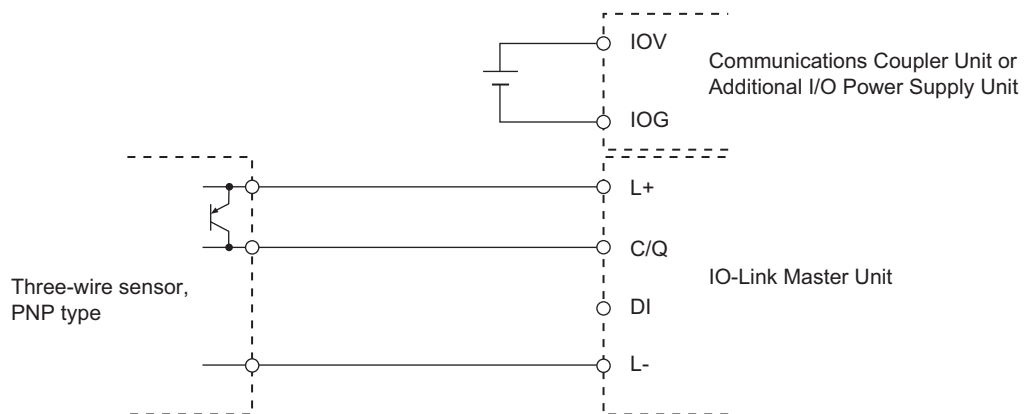 IOV
Communications Coupler Unit or
Additional I/O Power Supply Unit
IOG
L+
C/Q
IO-Link Master Unit
Three-wire sensor,
PNP type
DI
L-